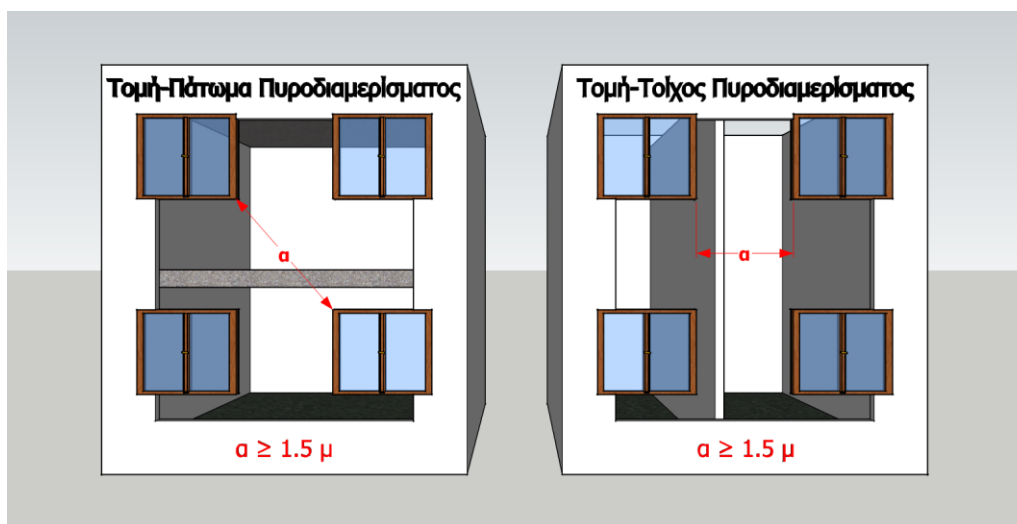 Τομή-Πάτωμα Πυροδιαμερίσματος
α
α ≥ 1.5 μ
Τομή-Τοίχος Πυροδιαμερίσματος
α
α ≥ 1.5 μ